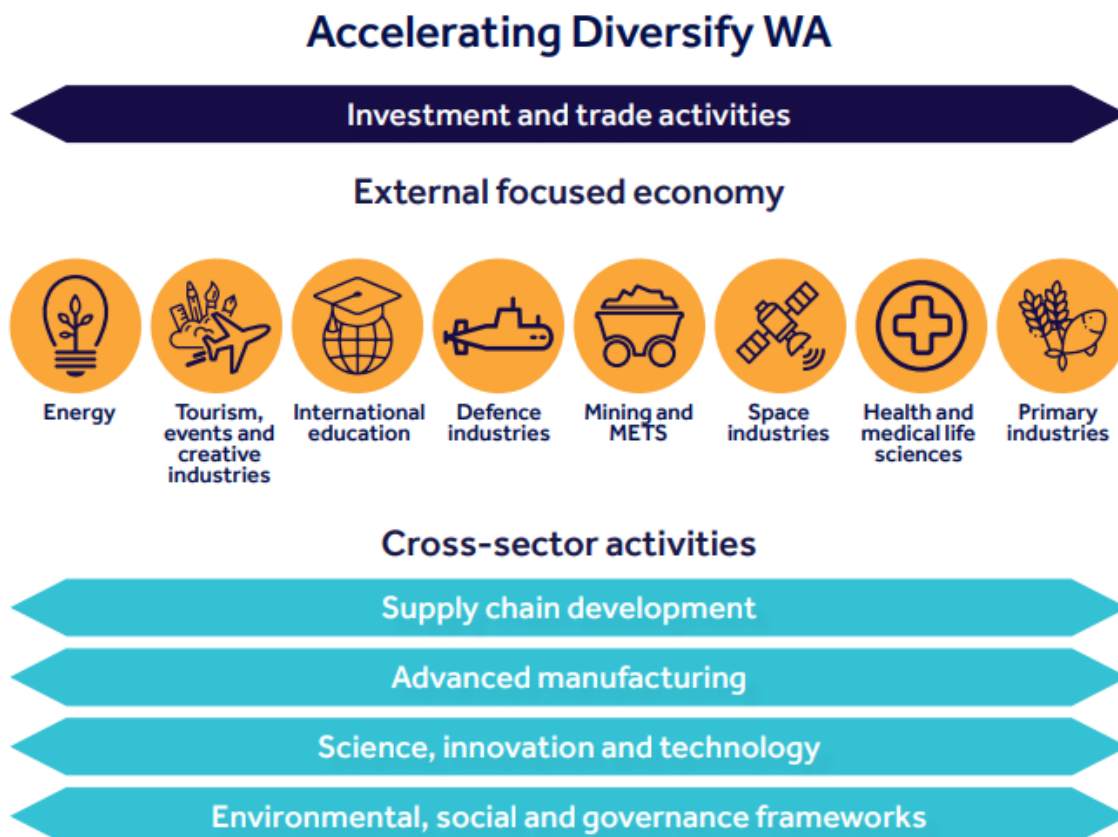 Accelerating Diversify WA
Investment and trade activities
External focused economy
Energy
Tourism,
events and
creative
industries
International
education
Defence
industries
Mining and
METS
Space
industries
Health and
medical life
sciences
Primary
industries
Cross-sector activities
Supply chain development
Advanced manufacturing
Science, innovation and technology
Environmental, social and governance frameworks